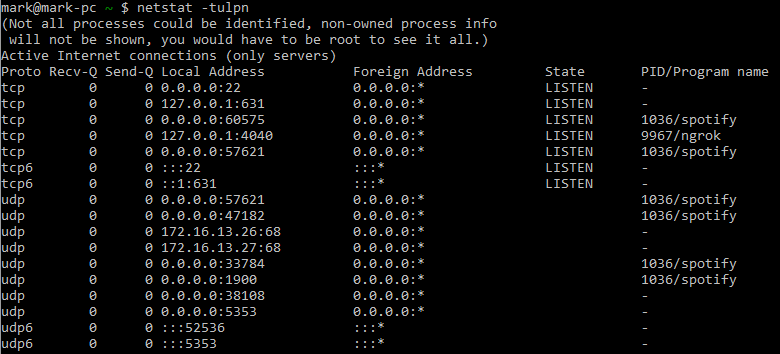 mark@mark-pc ~ $ netstat -tulpn
(Not all processes could be identified, non-owned process info
 will not be shown, you would have to be root to see it all.)
Active Internet connections (only servers)
Proto Recv-Q Send-Q Local Address           Foreign Address         State       PID/Program name
tcp        0      0 0.0.0.0:22              0.0.0.0:*               LISTEN      -
tcp        0      0 127.0.0.1:631           0.0.0.0:*               LISTEN      -
tcp        0      0 0.0.0.0:60575           0.0.0.0:*               LISTEN      1036/spotify
tcp        0      0 127.0.0.1:4040          0.0.0.0:*               LISTEN      9967/ngrok
tcp        0      0 0.0.0.0:57621           0.0.0.0:*               LISTEN      1036/spotify
tcp6       0      0 :::22                   :::*                    LISTEN      -
tcp6       0      0 ::1:631                 :::*                    LISTEN      -
udp        0      0 0.0.0.0:57621           0.0.0.0:*                           1036/spotify
udp        0      0 0.0.0.0:47182           0.0.0.0:*                           1036/spotify
udp        0      0 172.16.13.26:68         0.0.0.0:*                           -
udp        0      0 172.16.13.27:68         0.0.0.0:*                           -
udp        0      0 0.0.0.0:33784           0.0.0.0:*                           1036/spotify
udp        0      0 0.0.0.0:1900            0.0.0.0:*                           1036/spotify
udp        0      0 0.0.0.0:38108           0.0.0.0:*                           -
udp        0      0 0.0.0.0:5353            0.0.0.0:*                           -
udp6       0      0 :::52536                :::*                                -
udp6       0      0 :::5353                 :::*                                -